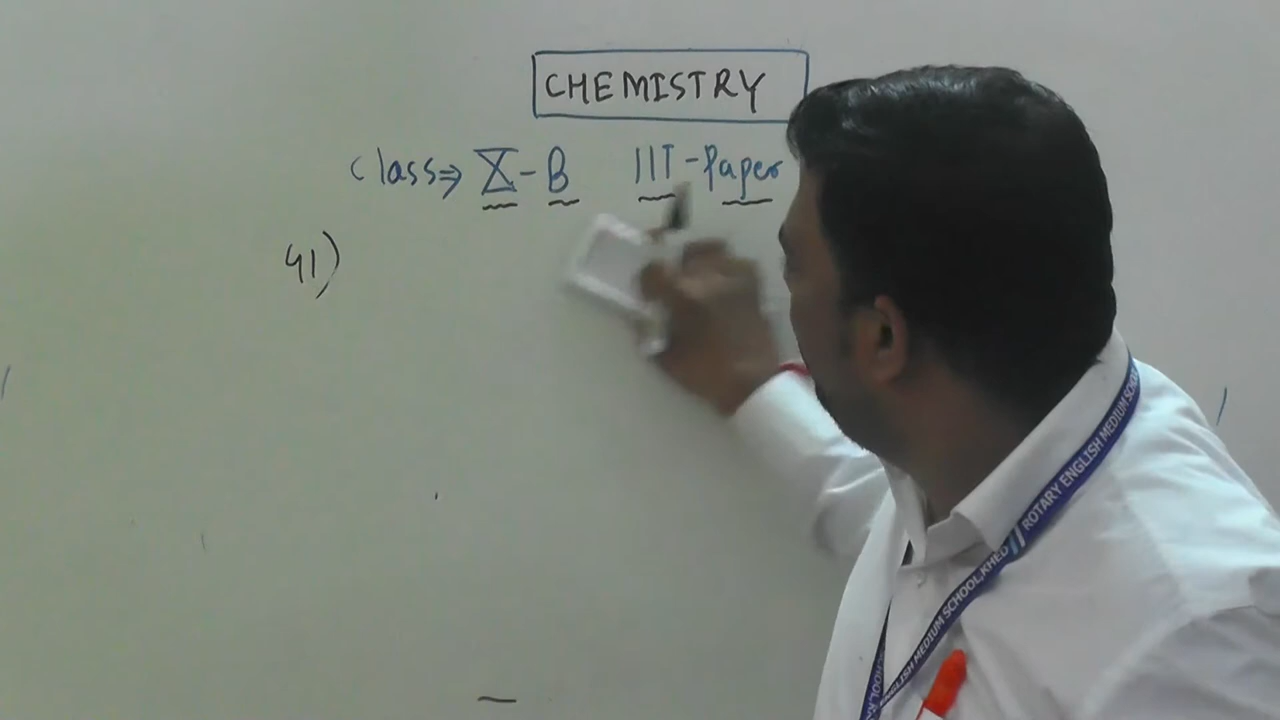 CHEMISTRY
class⇒ X-B IIT-Paper
41)
ROTARY ENGLISH MEDIUM SCHOOL,KHED